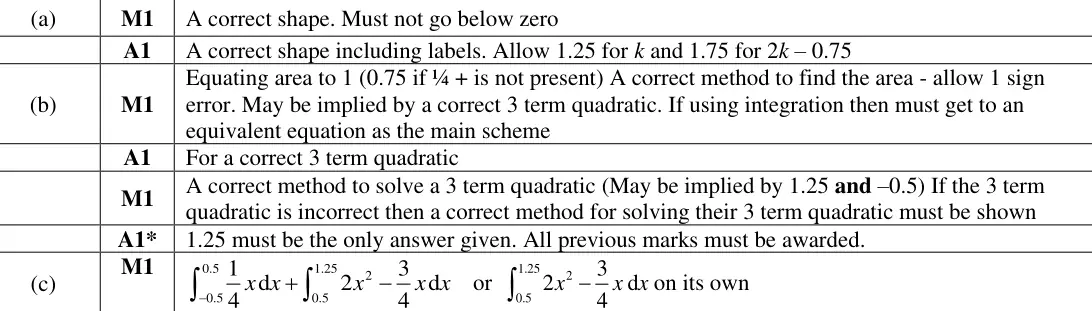 (a) M1 A correct shape. Must not go below zero
A1 A correct shape including labels. Allow 1.25 for k and 1.75 for 2k – 0.75
Equating area to 1 (0.75 if ¼ + is not present) A correct method to find the area - allow 1 sign
(b) M1 error. May be implied by a correct 3 term quadratic. If using integration then must get to an
equivalent equation as the main scheme
A1 For a correct 3 term quadratic
M1 A correct method to solve a 3 term quadratic (May be implied by 1.25 and –0.5) If the 3 term
quadratic is incorrect then a correct method for solving their 3 term quadratic must be shown
A1* 1.25 must be the only answer given. All previous marks must be awarded.
(c) M1 ∫_{−0.5}^{0.5} 1/4 x dx + ∫_{0.5}^{1.25} 2x² − 3/4 x dx or ∫_{0.5}^{1.25} 2x² − 3/4 x dx on its own